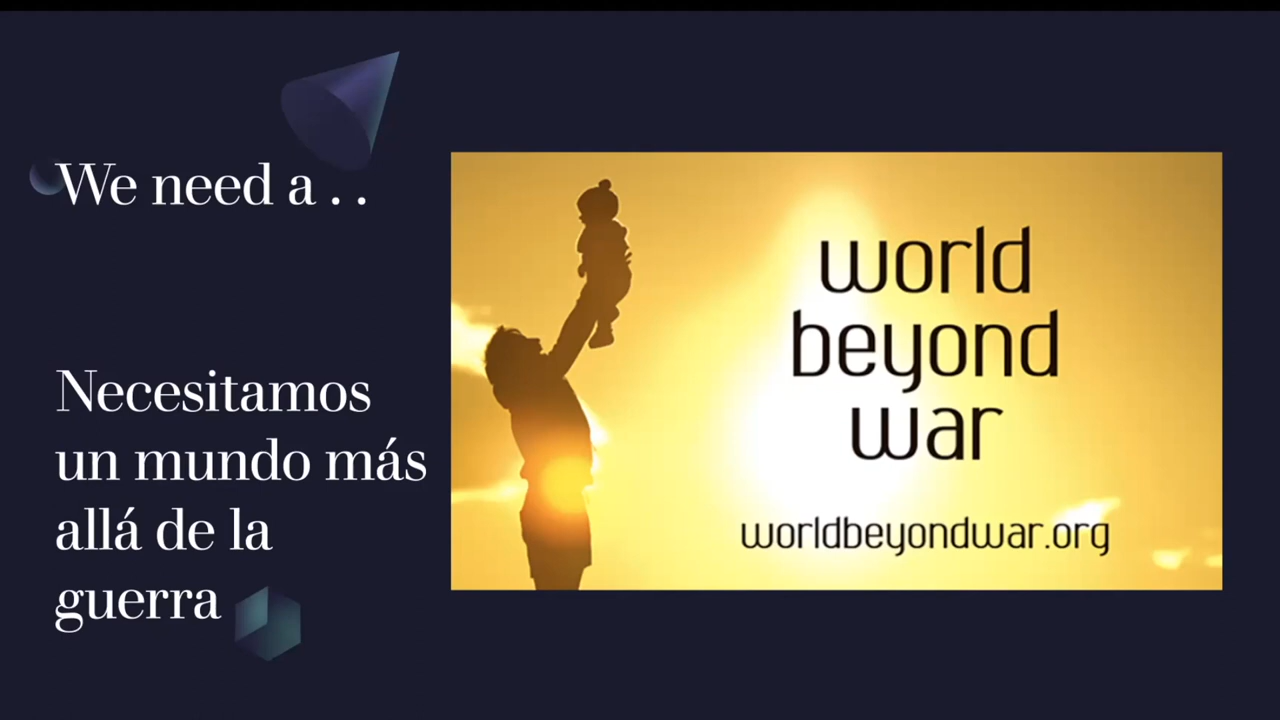 We need a . .
Necesitamos
un mundo más
allá de la
guerra
world
beyond
war
worldbeyondwar.org